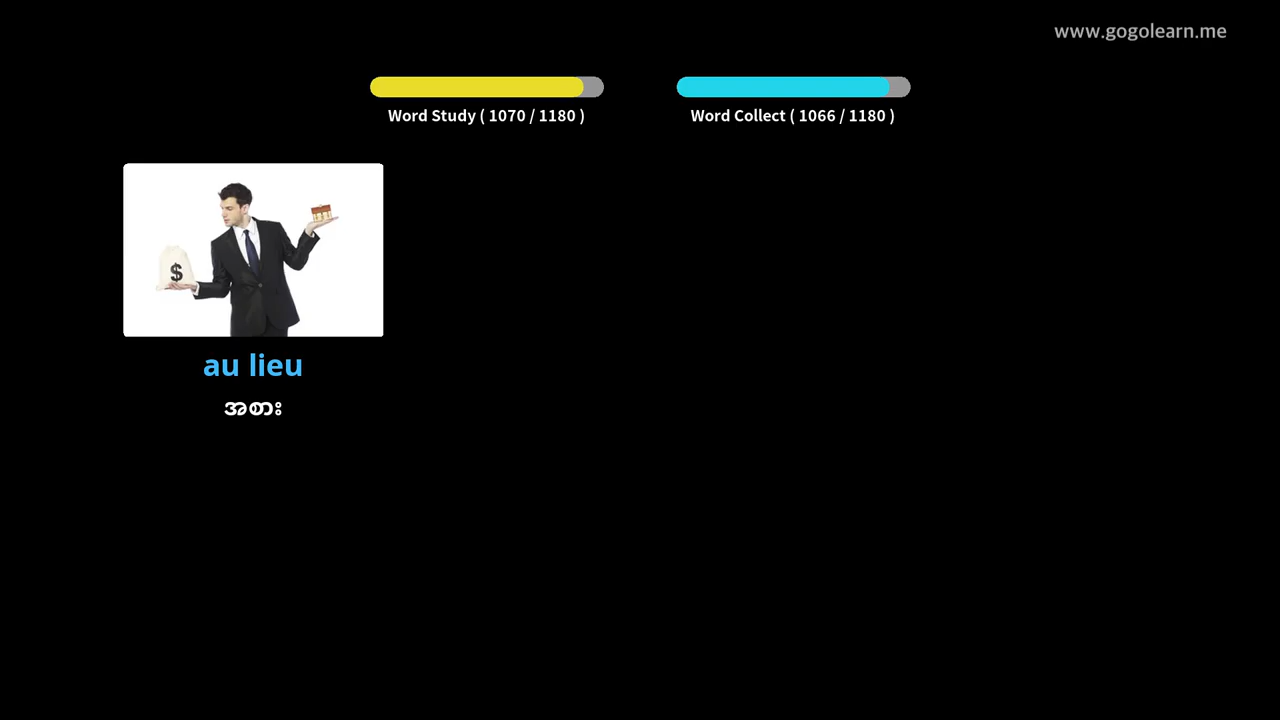 www.gogolearn.me
Word Study ( 1070 / 1180 )
Word Collect ( 1066 / 1180 )
$
au lieu
အစား